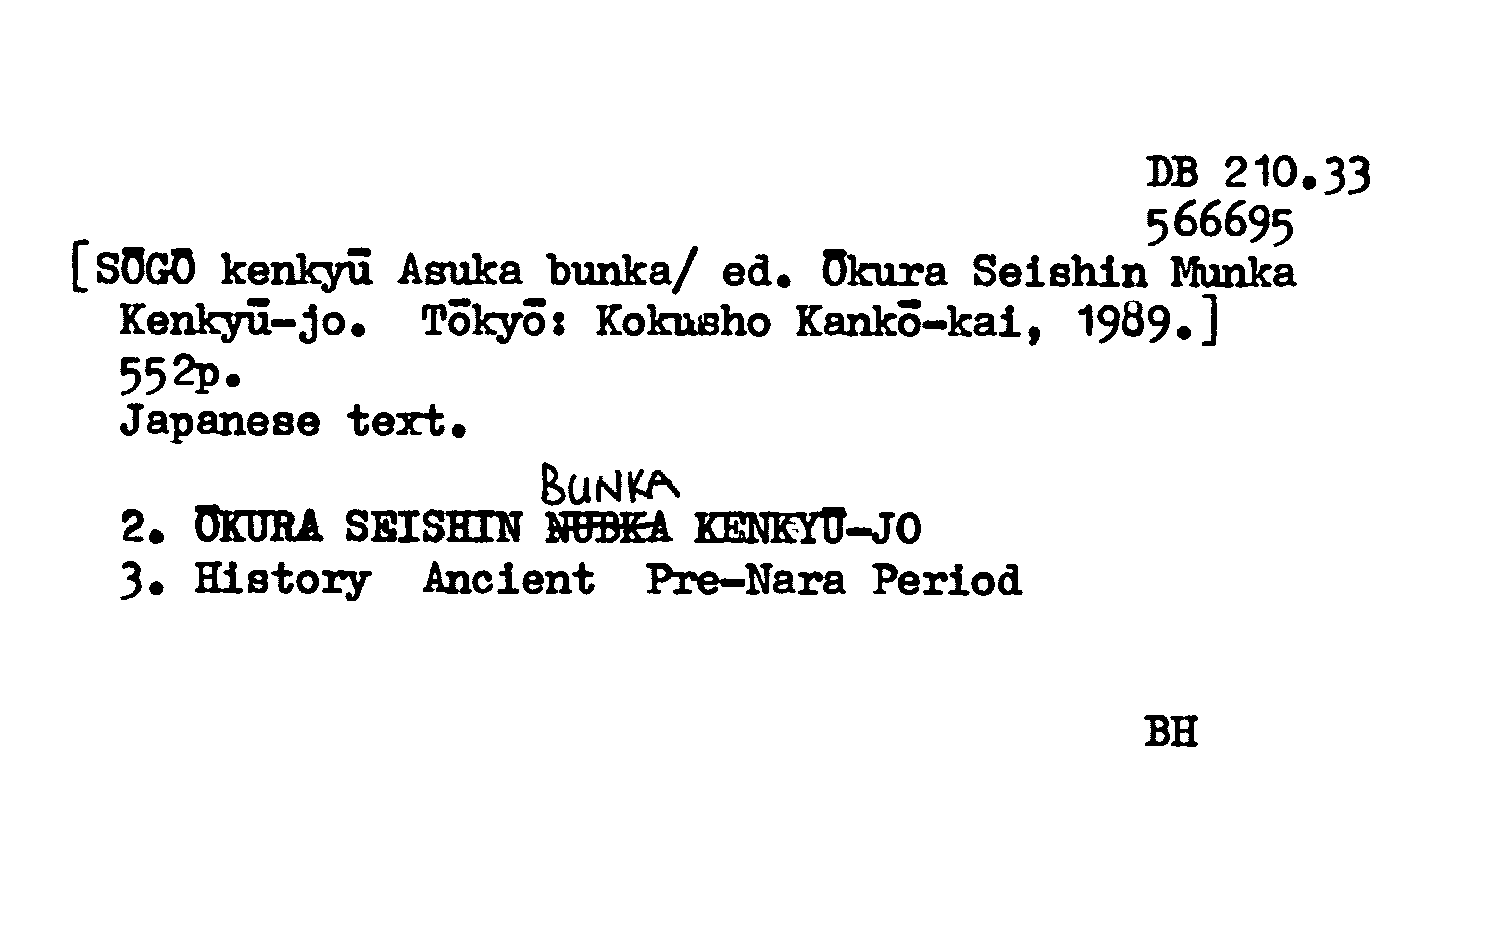 DB 210.33
566695
[SŌGŌ kenkyū Asuka bunka/ ed. Ōkura Seishin Munka
Kenkyū-jo. Tōkyō: Kokusho Kankō-kai, 1989.]
552p.
Japanese text.
BUNKA
2. ŌKURA SEISHIN NUBKA KENKYŪ-JO
3. History Ancient Pre-Nara Period
BH